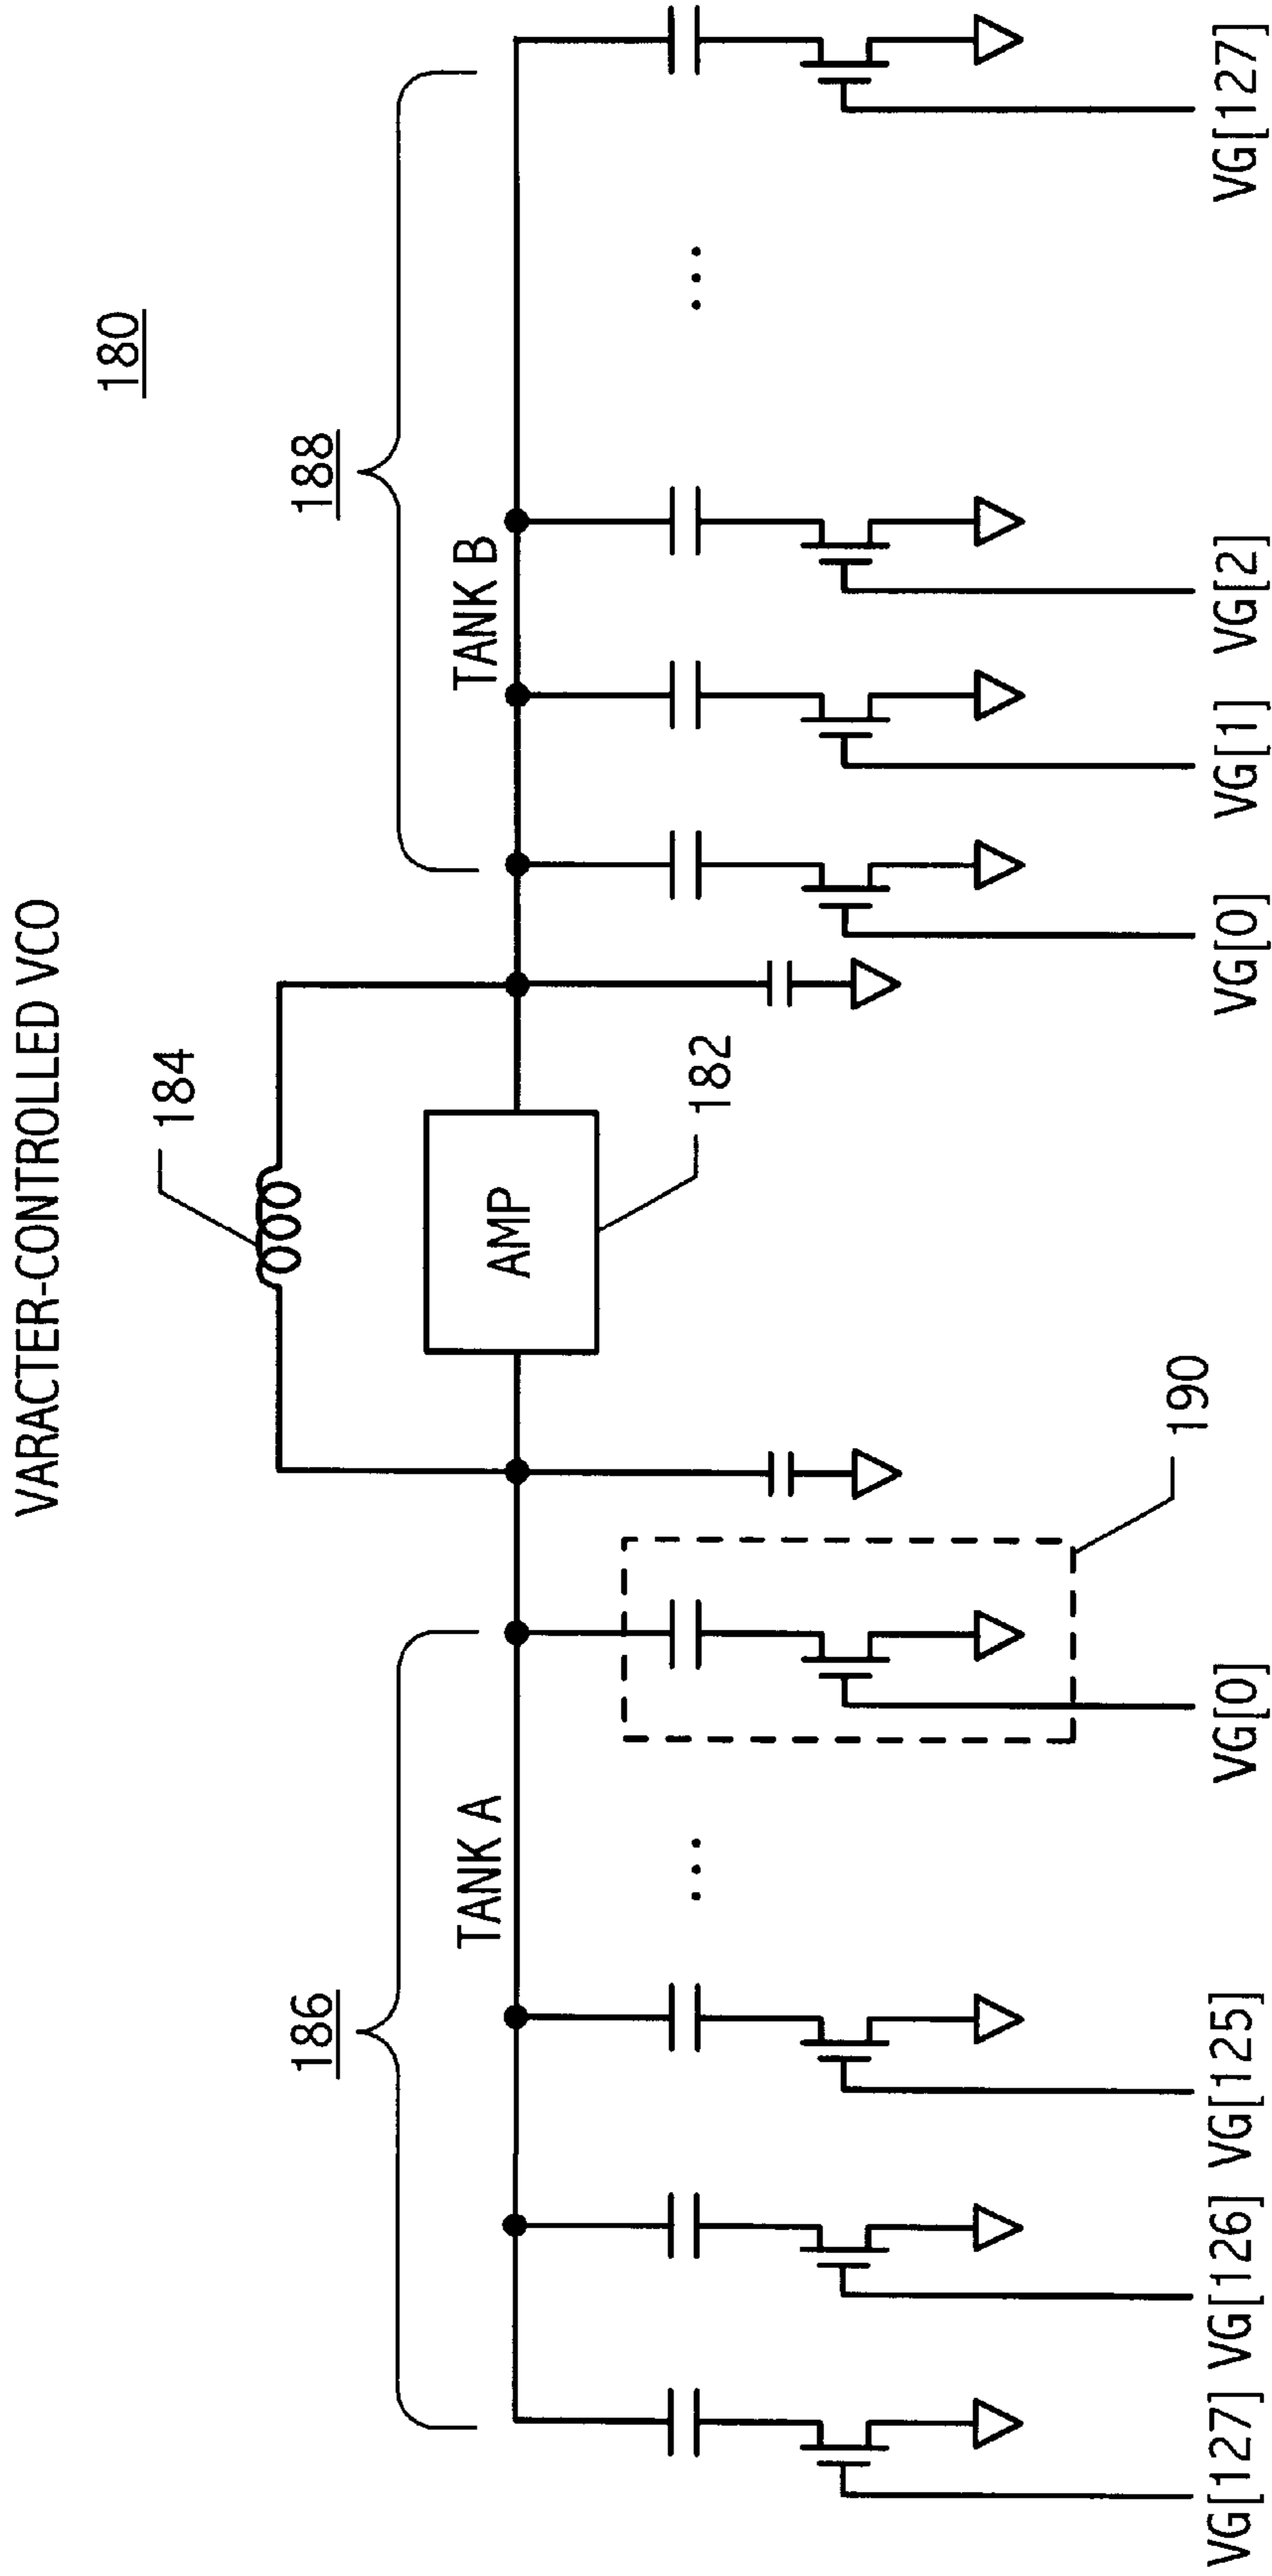 VARACTER-CONTROLLED VCO
180
184
186
188
TANK A
TANK B
AMP
182
...
...
190
VG[127] VG[126] VG[125] VG[0] VG[0] VG[1] VG[2] VG[127]